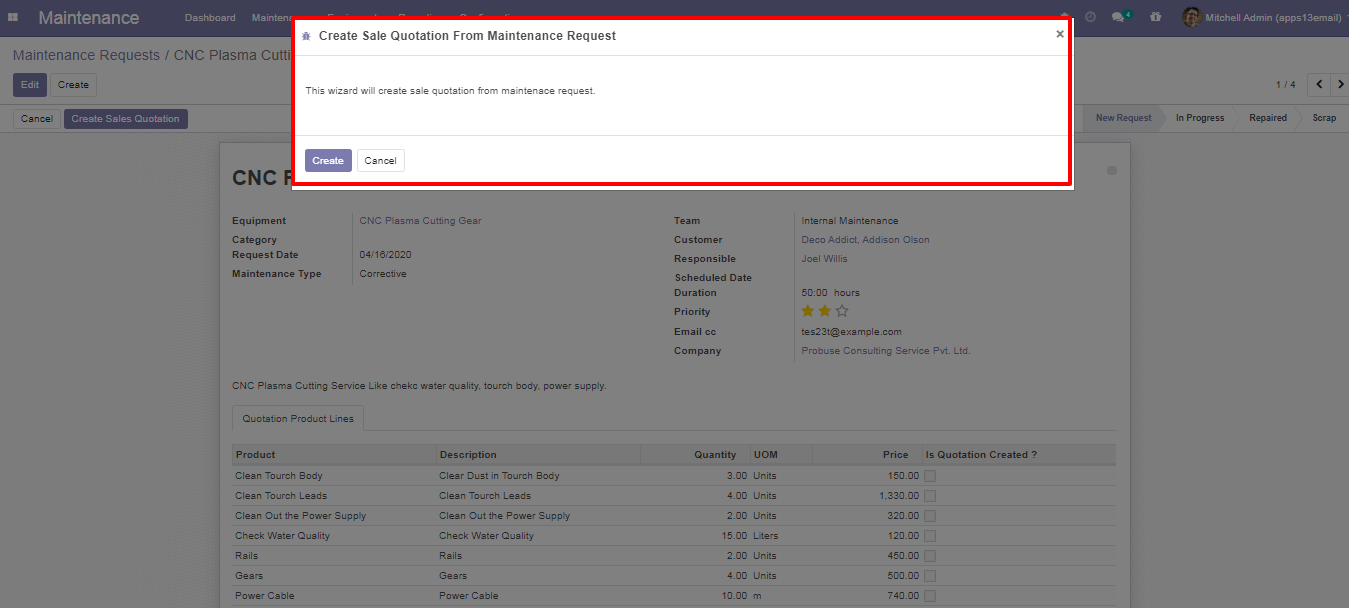 Maintenance Dashboard 4 Mitchell Admin (apps13email)
Create Sale Quotation From Maintenance Request ×
Maintenance Requests / CNC Plasma
Edit Create 1 / 4
This wizard will create sale quotation from maintenace request.
Cancel Create Sales Quotation New Request In Progress Repaired Scrap
Create Cancel
CNC
Equipment CNC Plasma Cutting Gear
Category
Request Date 04/16/2020
Maintenance Type Corrective
Team Internal Maintenance
Customer Deco Addict, Addison Olson
Responsible Joel Willis
Scheduled Date
Duration 50:00 hours
Priority
Email cc tes23t@example.com
Company Probuse Consulting Service Pvt. Ltd.
CNC Plasma Cutting Service Like chekc water quality, tourch body, power supply.
Quotation Product Lines
Product Description Quantity UOM Price Is Quotation Created ?
Clean Tourch Body Clear Dust in Tourch Body 3.00 Units 150.00
Clean Tourch Leads Clean Tourch Leads 4.00 Units 1,330.00
Clean Out the Power Supply Clean Out the Power Supply 2.00 Units 320.00
Check Water Quality Check Water Quality 15.00 Liters 120.00
Rails Rails 2.00 Units 450.00
Gears Gears 4.00 Units 500.00
Power Cable Power Cable 10.00 m 740.00